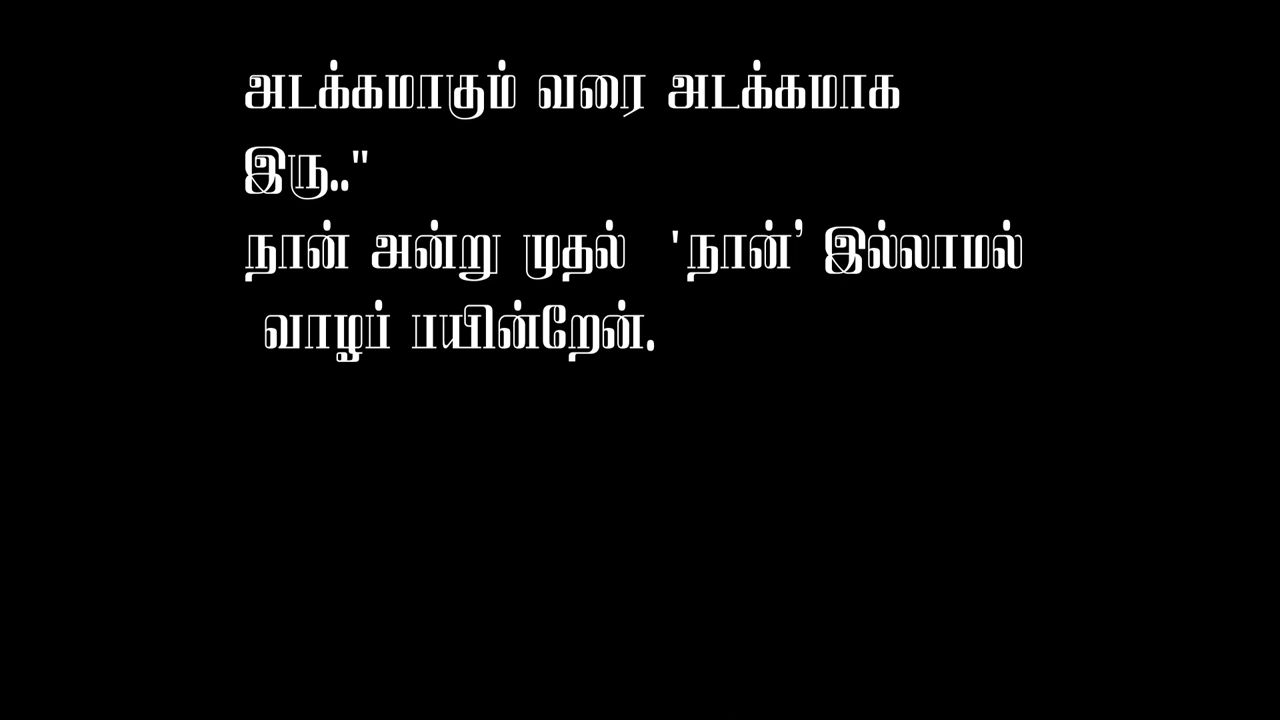 அடக்கமாகும் வரை அடக்கமாக
இரு.."
நான் அன்று முதல் 'நான்' இல்லாமல்
வாழப் பயின்றேன்.